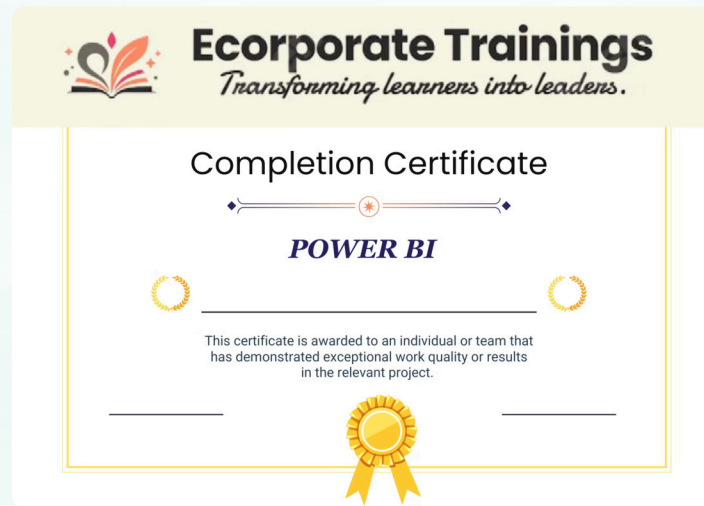 Ecorporate Trainings
Transforming learners into leaders.
Completion Certificate
POWER BI
This certificate is awarded to an individual or team that
has demonstrated exceptional work quality or results
in the relevant project.